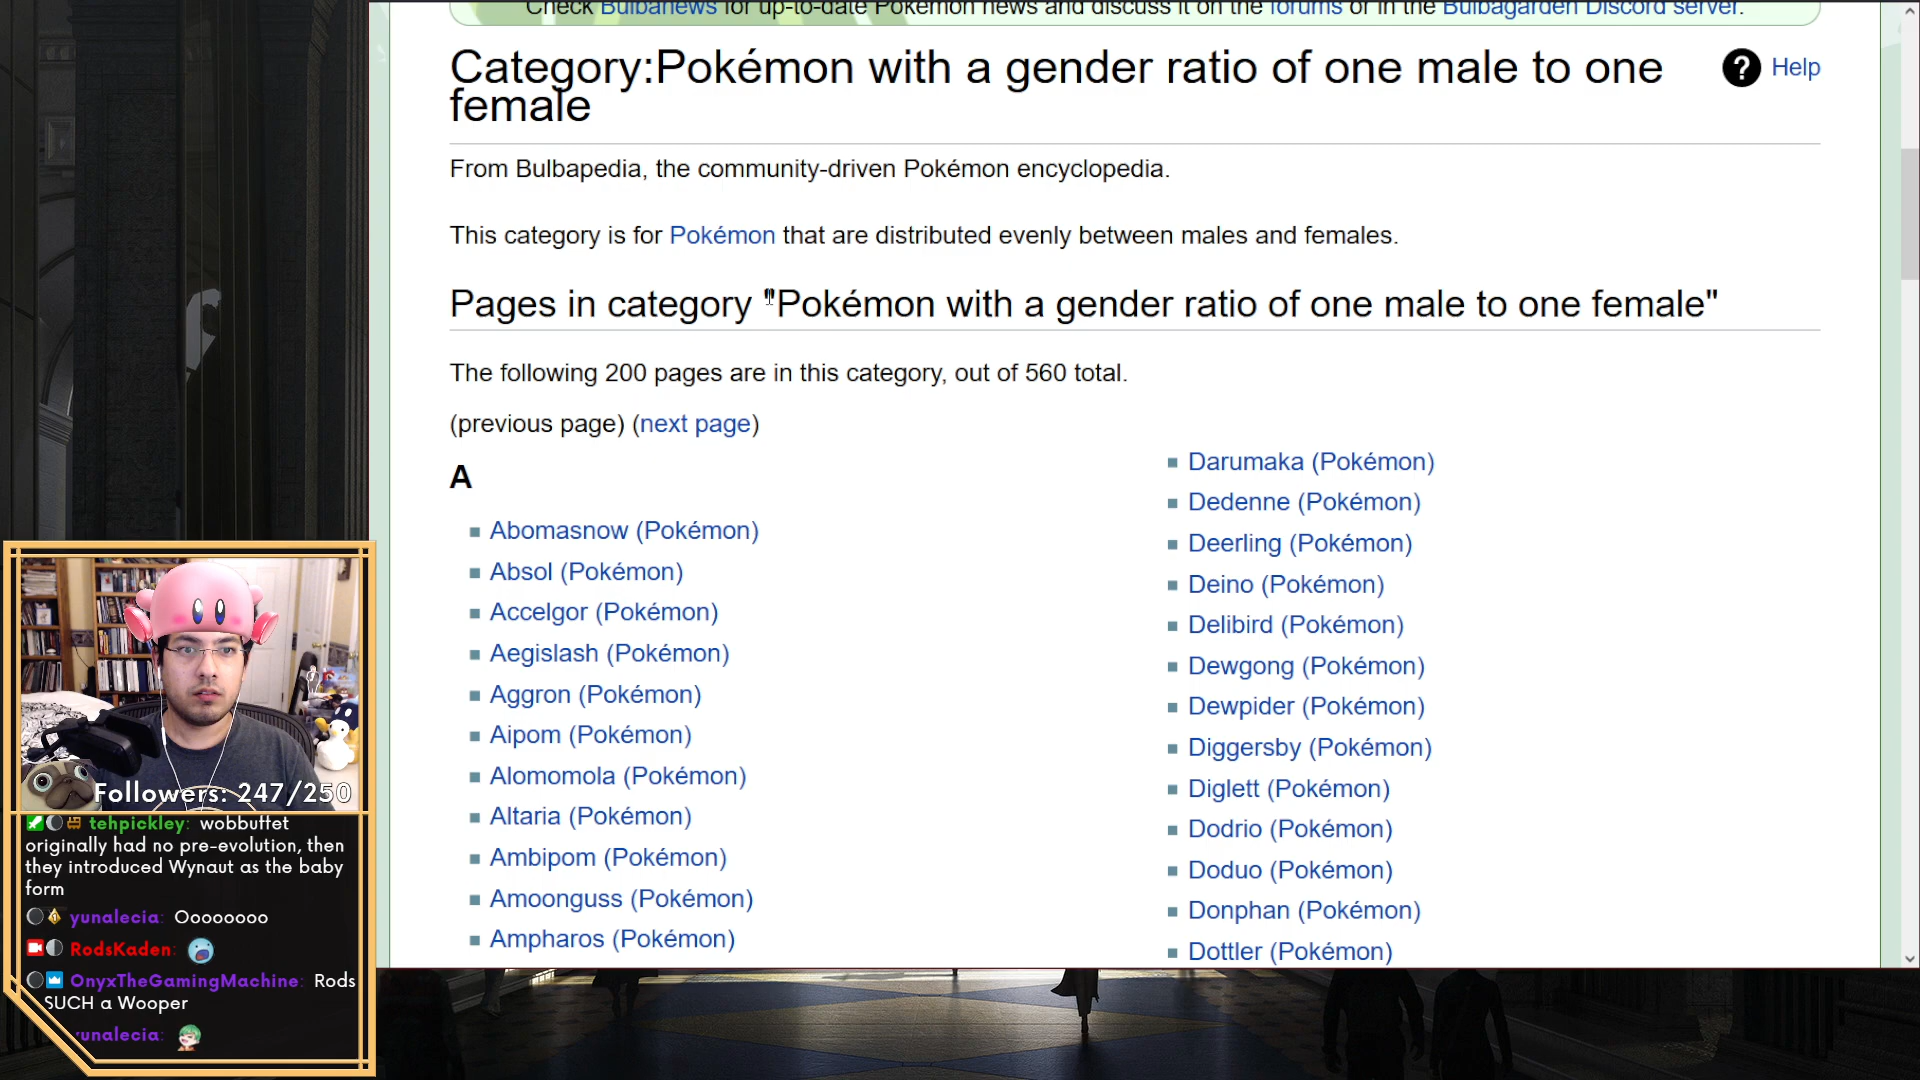 Check Bulbanews for up-to-date Pokémon news and discuss it on the forums or in the Bulbagarden Discord server.
Category:Pokémon with a gender ratio of one male to one
female
? Help
From Bulbapedia, the community-driven Pokémon encyclopedia.
This category is for Pokémon that are distributed evenly between males and females.
Pages in category "Pokémon with a gender ratio of one male to one female"
The following 200 pages are in this category, out of 560 total.
(previous page) (next page)
A
Abomasnow (Pokémon)
Absol (Pokémon)
Accelgor (Pokémon)
Aegislash (Pokémon)
Aggron (Pokémon)
Aipom (Pokémon)
Alomomola (Pokémon)
Altaria (Pokémon)
Ambipom (Pokémon)
Amoonguss (Pokémon)
Ampharos (Pokémon)
Darumaka (Pokémon)
Dedenne (Pokémon)
Deerling (Pokémon)
Deino (Pokémon)
Delibird (Pokémon)
Dewgong (Pokémon)
Dewpider (Pokémon)
Diggersby (Pokémon)
Diglett (Pokémon)
Dodrio (Pokémon)
Doduo (Pokémon)
Donphan (Pokémon)
Dottler (Pokémon)
Followers: 247/250
tehpickley: wobbuffet
originally had no pre-evolution, then
they introduced Wynaut as the baby
form
yunalecia: Oooooooo
RodsKaden:
OnyxTheGamingMachine: Rods
SUCH a Wooper
yunalecia: